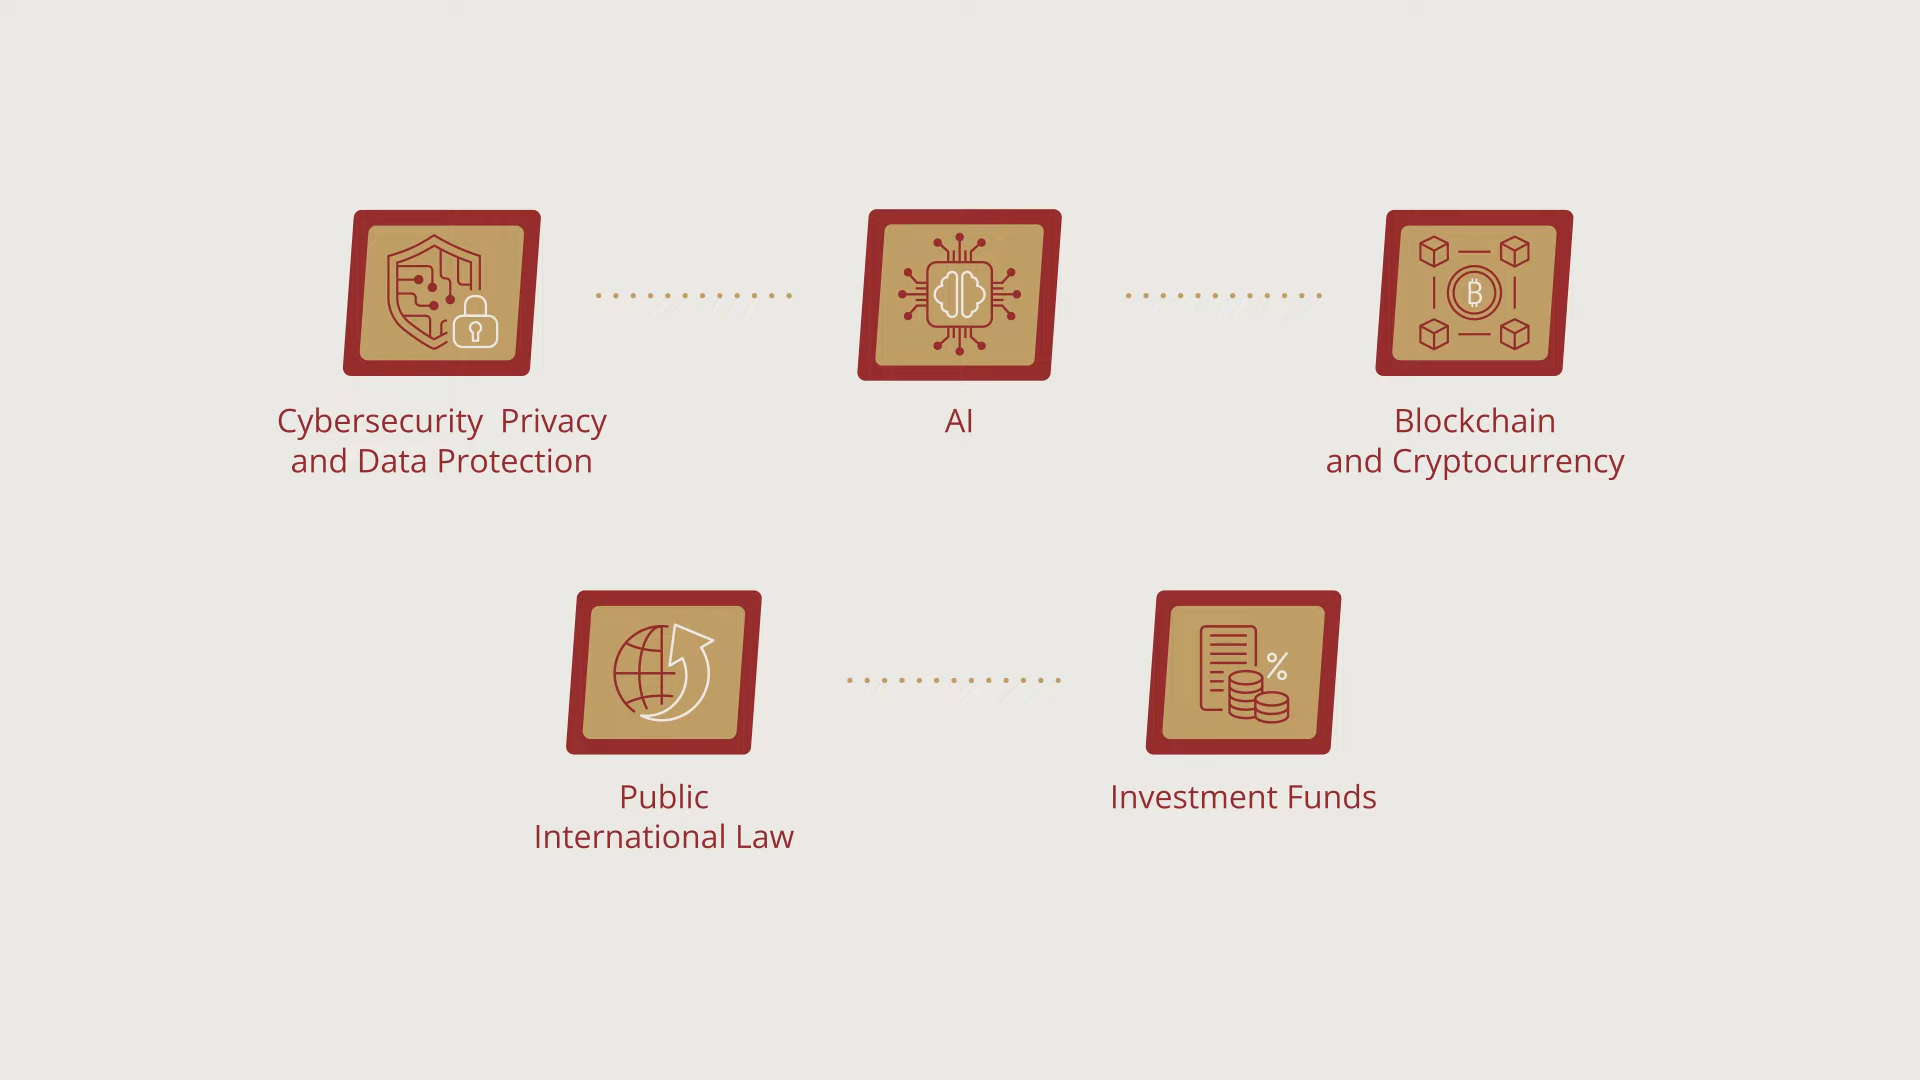 Cybersecurity  Privacy
and Data Protection
AI
Blockchain
and Cryptocurrency
Public
International Law
Investment Funds